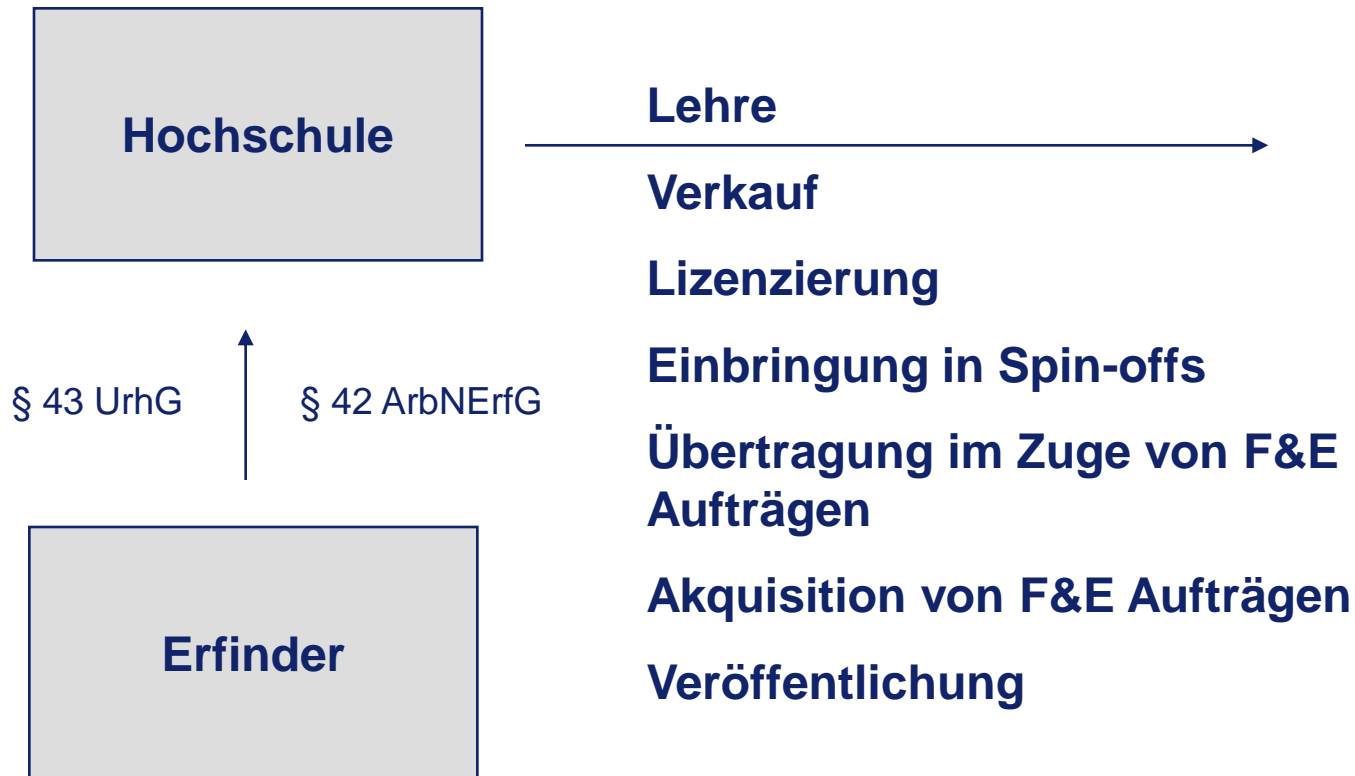 Hochschule
§ 43 UrhG
§ 42 ArbNErfG
Erfinder
Lehre
Verkauf
Lizenzierung
Einbringung in Spin-offs
Übertragung im Zuge von F&E
Aufträgen
Akquisition von F&E Aufträgen
Veröffentlichung